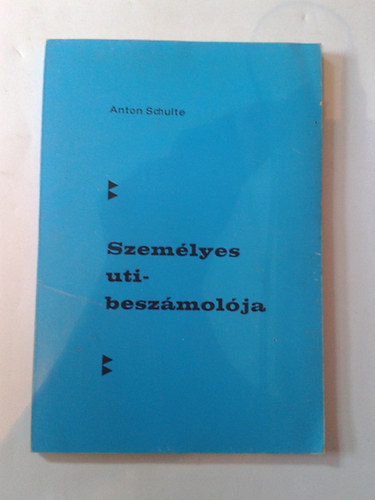 Anton Schulte
Személyes
uti-
beszámolója